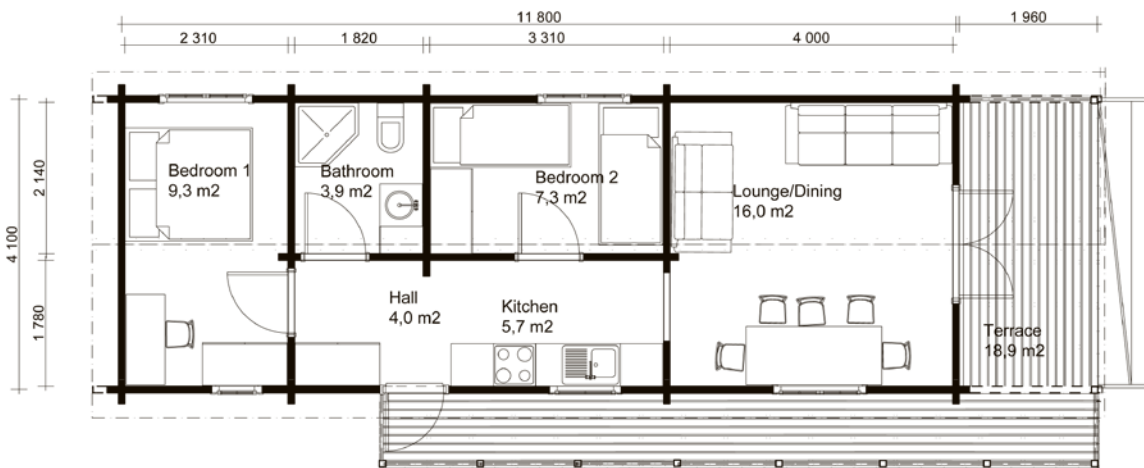 11 800
1 960
2 310
1 820
3 310
4 000
4 100
2 140
1 780
Bedroom 1
9,3 m2
Bathroom
3,9 m2
Bedroom 2
7,3 m2
Lounge/Dining
16,0 m2
Hall
4,0 m2
Kitchen
5,7 m2
Terrace
18,9 m2